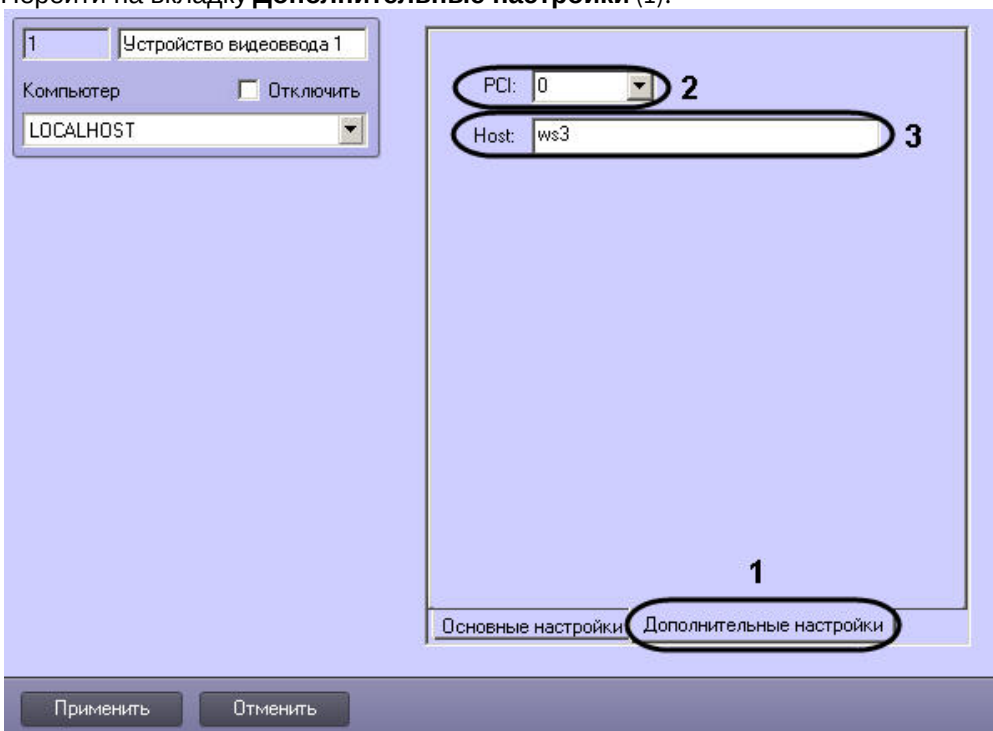 Перейти на вкладку Дополнительные настройки (1).
1 Устройство видеоввода 1
Компьютер Отключить
LOCALHOST
PCI: 0 2
Host: ws3 3
1
Основные настройки Дополнительные настройки
Применить Отменить